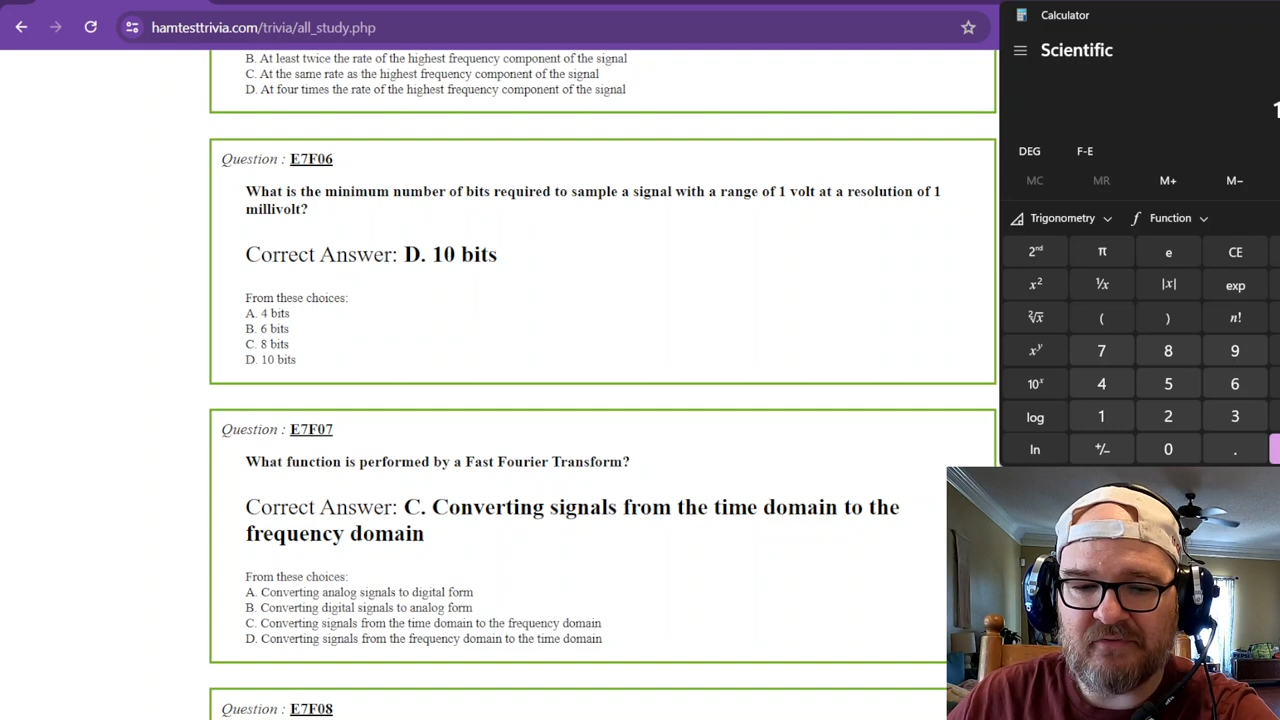 hamtesttrivia.com/trivia/all_study.php
B. At least twice the rate of the highest frequency component of the signal
C. At the same rate as the highest frequency component of the signal
D. At four times the rate of the highest frequency component of the signal
Question : E7F06
What is the minimum number of bits required to sample a signal with a range of 1 volt at a resolution of 1
millivolt?
Correct Answer: D. 10 bits
From these choices:
A. 4 bits
B. 6 bits
C. 8 bits
D. 10 bits
Question : E7F07
What function is performed by a Fast Fourier Transform?
Correct Answer: C. Converting signals from the time domain to the
frequency domain
From these choices:
A. Converting analog signals to digital form
B. Converting digital signals to analog form
C. Converting signals from the time domain to the frequency domain
D. Converting signals from the frequency domain to the time domain
Question : E7F08
Calculator
Scientific
1
DEG F-E
MC MR M+ M−
Trigonometry Function
2nd π e CE
x² ⅟x |x| exp
²√x ( ) n!
xʸ 7 8 9
10ˣ 4 5 6
log 1 2 3
ln +/− 0 .